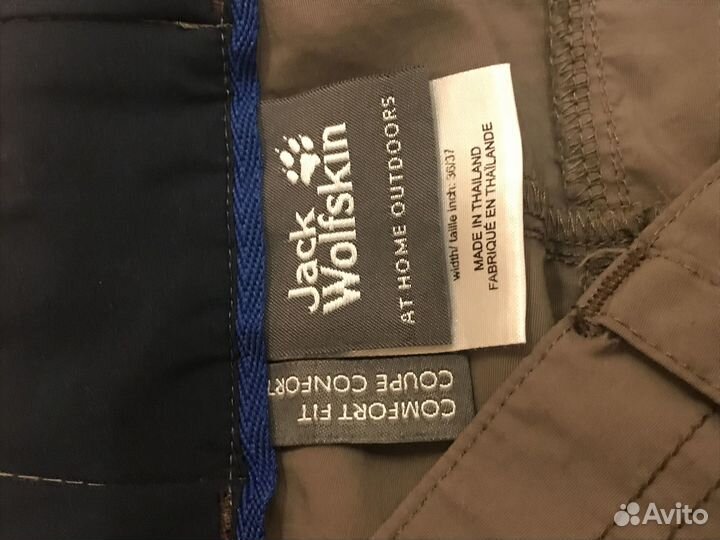 Jack
Wolfskin
AT HOME OUTDOORS
width/ taille inch: 36/37
MADE IN THAILAND
FABRIQUÉ EN THAÏLANDE
COMFORT FIT
COUPE CONFORT
Avito